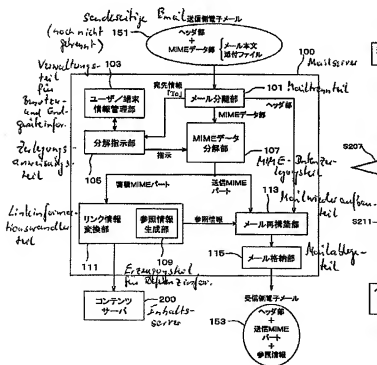 sendeseitige Email
(noch nicht getrennt)
送信側電子メール
151
ヘッダ部
+
MIMEデータ部
メール本文
添付ファイル
100
Mailserver
Verwaltungsteil
für
103
ユーザ/端末
情報管理部
宛先情報
「To」
メール分離部
101
Mailtrennteil
ヘッダ部
MIMEデータ部
分解指示部
指示
MIMEデータ
分解部
105
107
MIME-Datenzerlegungsteil
Zerlegungsanweisungsteil
S207
蓄積MIMEパート
送信MIMEパート
113
Mailwiederaufbauteil
S211
Linkinformationswandlerteil
リンク情報
変換部
参照情報
生成部
109
参照情報
メール再構築部
111
115
メール格納部
Mailablegeteil
Erzeugungsteil
für
コンテンツ
サーバ
200
Inhaltsserver
受信側電子メール
153
ヘッダ部
+
送信MIME
パート
+
参照情報